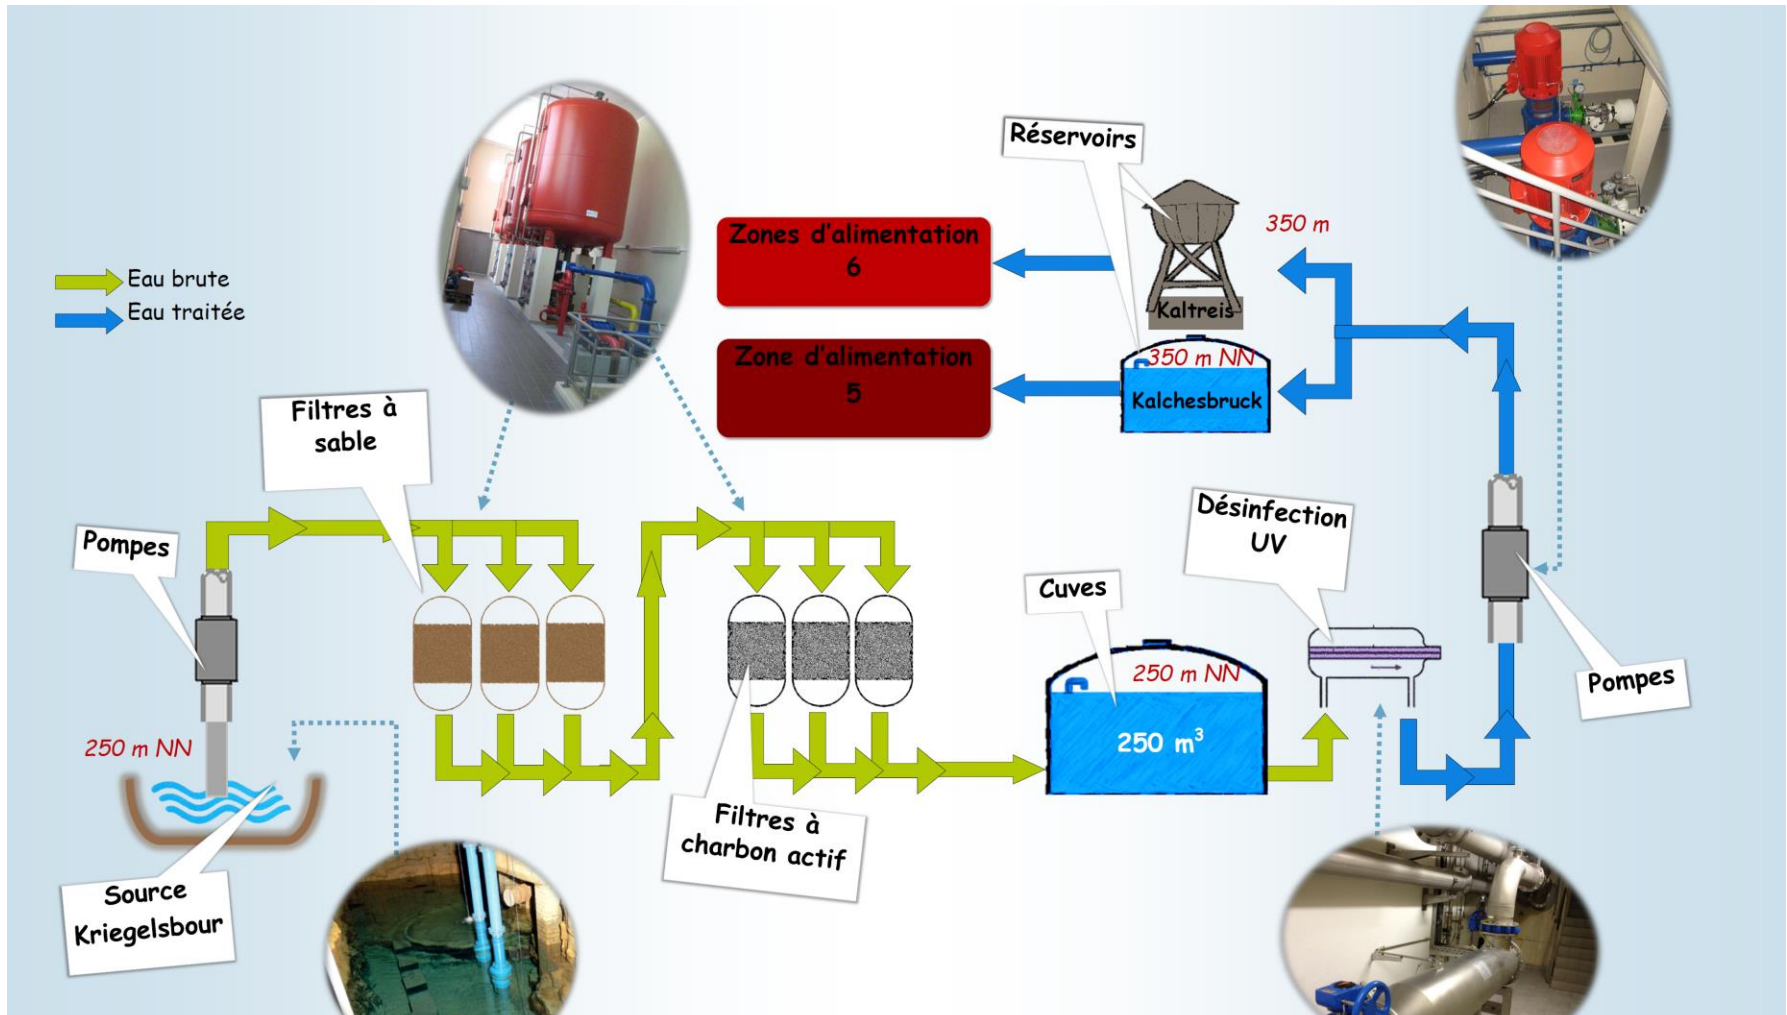 Réservoirs
Zones d'alimentation
6
350 m
Eau brute
Eau traitée
Kaltreis
Zone d'alimentation
5
350 m NN
Kalchesbruck
Filtres à
sable
Pompes
Désinfection
UV
Cuves
250 m NN
Pompes
250 m NN
250 m³
Filtres à
charbon actif
Source
Kriegelsbour